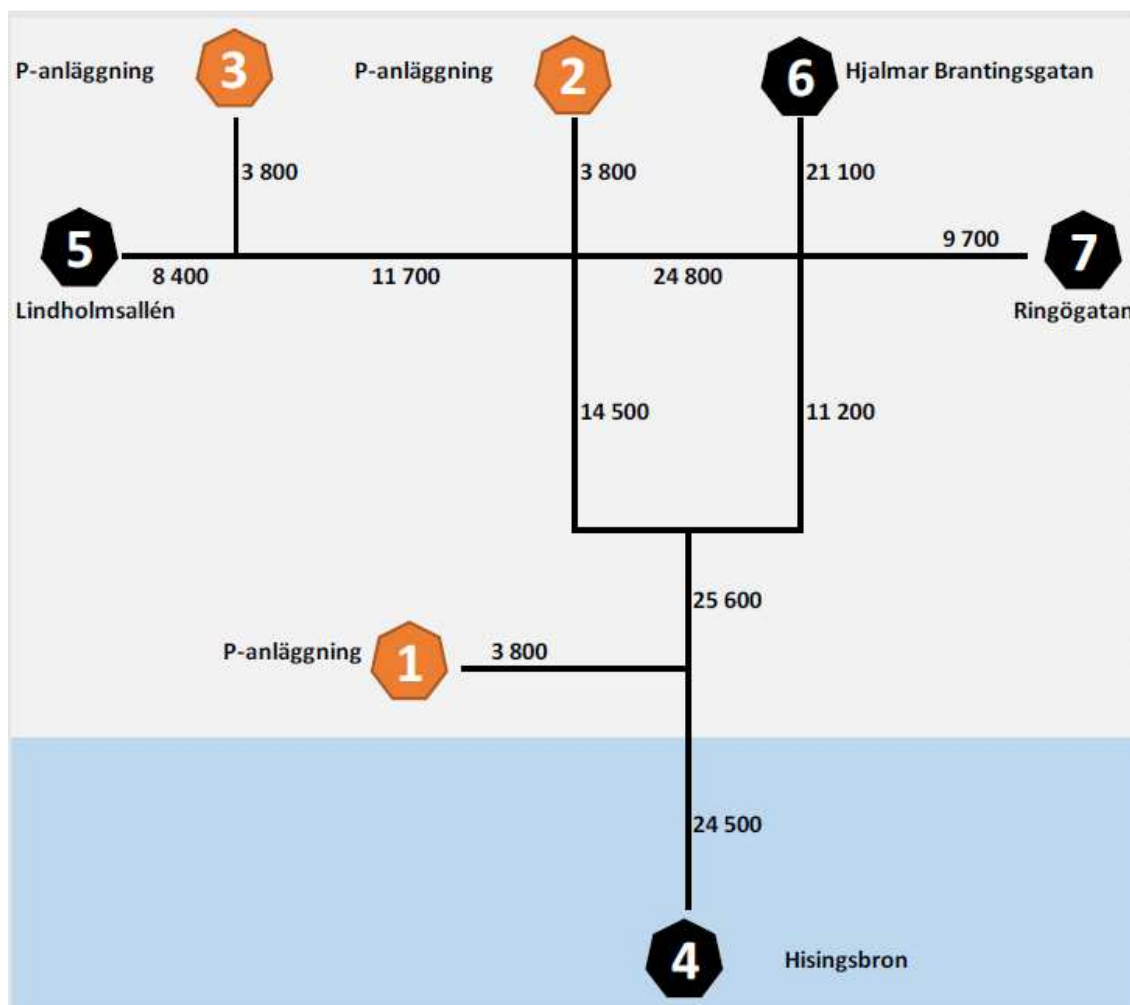 P-anläggning
3
P-anläggning
2
6
Hjalmar Brantingsgatan
3 800
3 800
21 100
5
8 400
11 700
24 800
9 700
7
Lindholmsallén
Ringögatan
14 500
11 200
25 600
P-anläggning
1
3 800
24 500
4
Hisingsbron